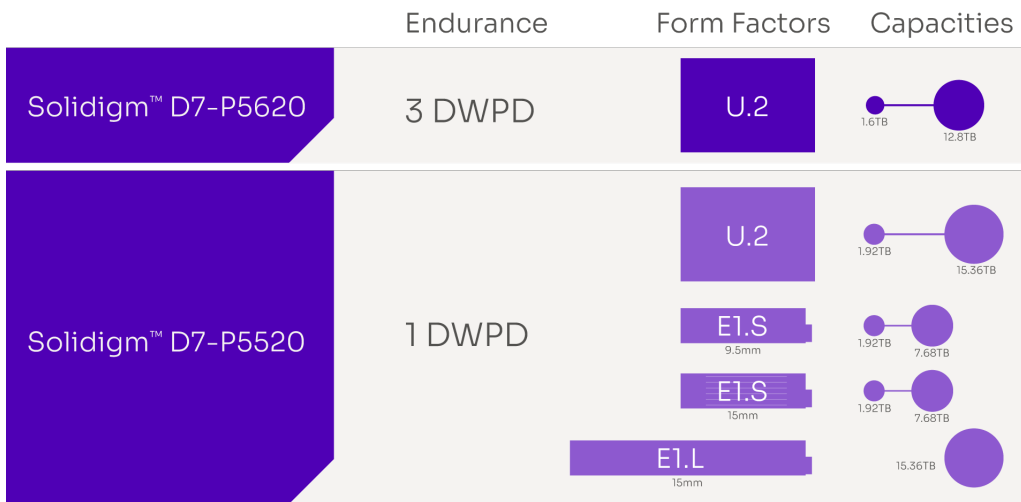 Endurance Form Factors Capacities
Solidigm™ D7-P5620 3 DWPD U.2
1.6TB
12.8TB
U.2
1.92TB
15.36TB
Solidigm™ D7-P5520 1 DWPD
E1.S
9.5mm
1.92TB
7.68TB
E1.S
15mm
1.92TB
7.68TB
E1.L
15mm
15.36TB